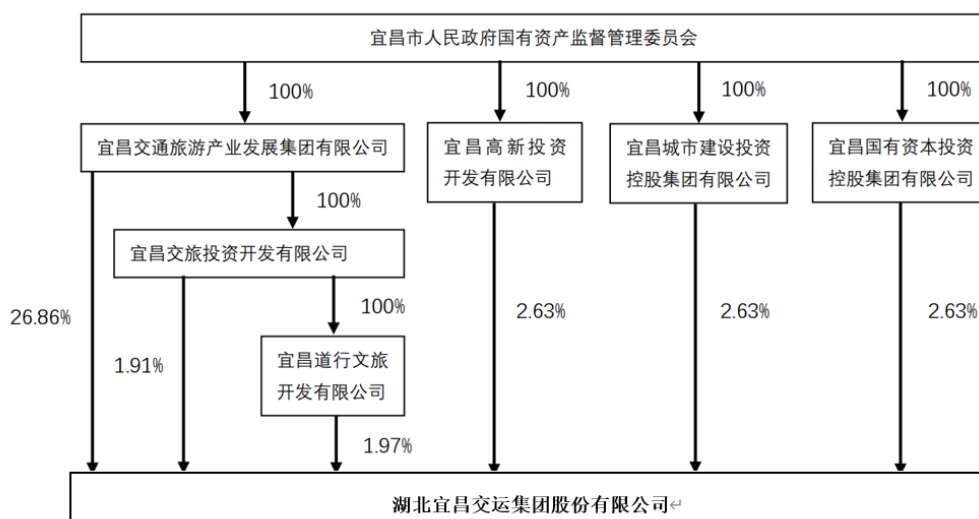 宜昌市人民政府国有资产监督管理委员会
100%
100%
100%
100%
宜昌交通旅游产业发展集团有限公司
宜昌高新投资
开发有限公司
宜昌城市建设投资
控股集团有限公司
宜昌国有资本投资
控股集团有限公司
100%
宜昌交旅投资开发有限公司
26.86%
100%
2.63%
2.63%
2.63%
1.91%
宜昌道行文旅
开发有限公司
1.97%
湖北宜昌交运集团股份有限公司↵